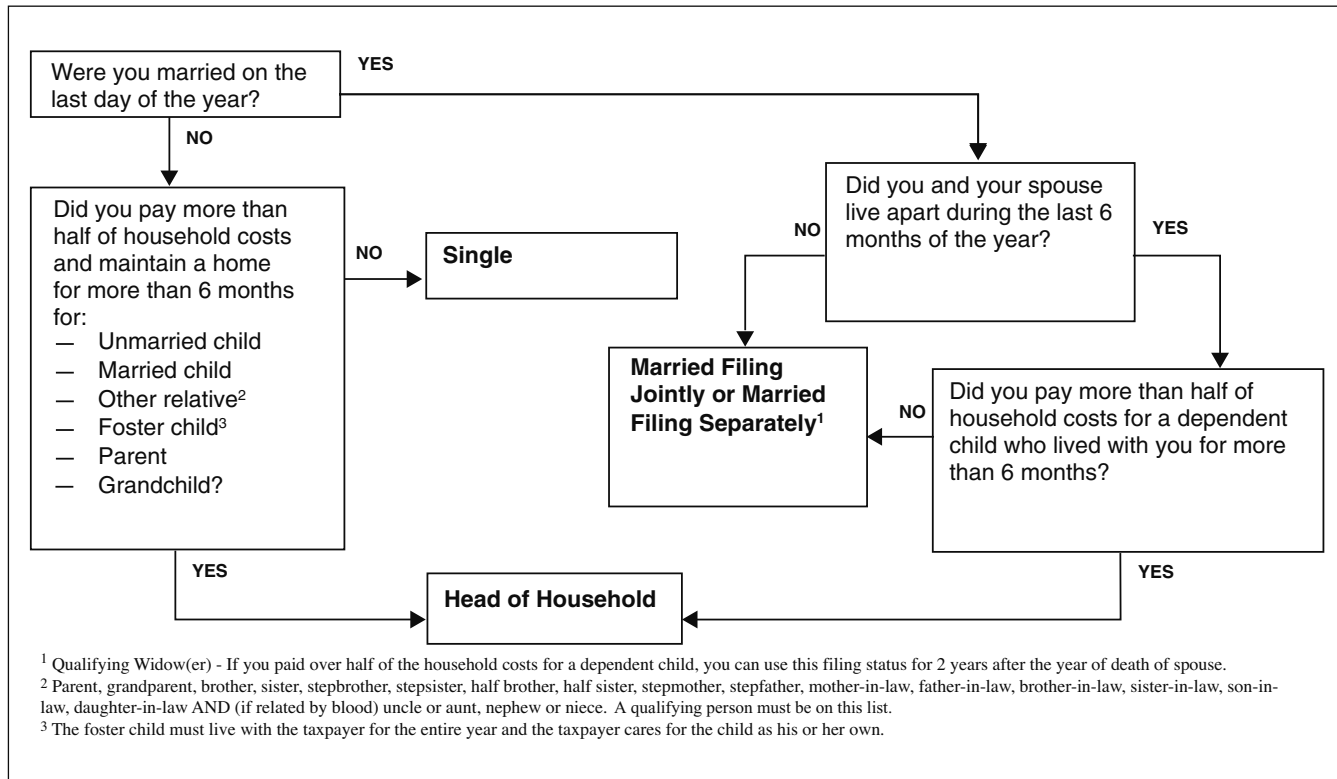 Were you married on the
last day of the year?
YES
NO
Did you pay more than
half of household costs
and maintain a home
for more than 6 months
for:
— Unmarried child
— Married child
— Other relative²
— Foster child³
— Parent
— Grandchild?
NO
Single
Did you and your spouse
live apart during the last 6
months of the year?
NO
YES
Married Filing
Jointly or Married
Filing Separately¹
NO
Did you pay more than half of
household costs for a dependent
child who lived with you for more
than 6 months?
YES
YES
Head of Household
¹ Qualifying Widow(er) - If you paid over half of the household costs for a dependent child, you can use this filing status for 2 years after the year of death of spouse.
² Parent, grandparent, brother, sister, stepbrother, stepsister, half brother, half sister, stepmother, stepfather, mother-in-law, father-in-law, brother-in-law, sister-in-law, son-in-
law, daughter-in-law AND (if related by blood) uncle or aunt, nephew or niece. A qualifying person must be on this list.
³ The foster child must live with the taxpayer for the entire year and the taxpayer cares for the child as his or her own.